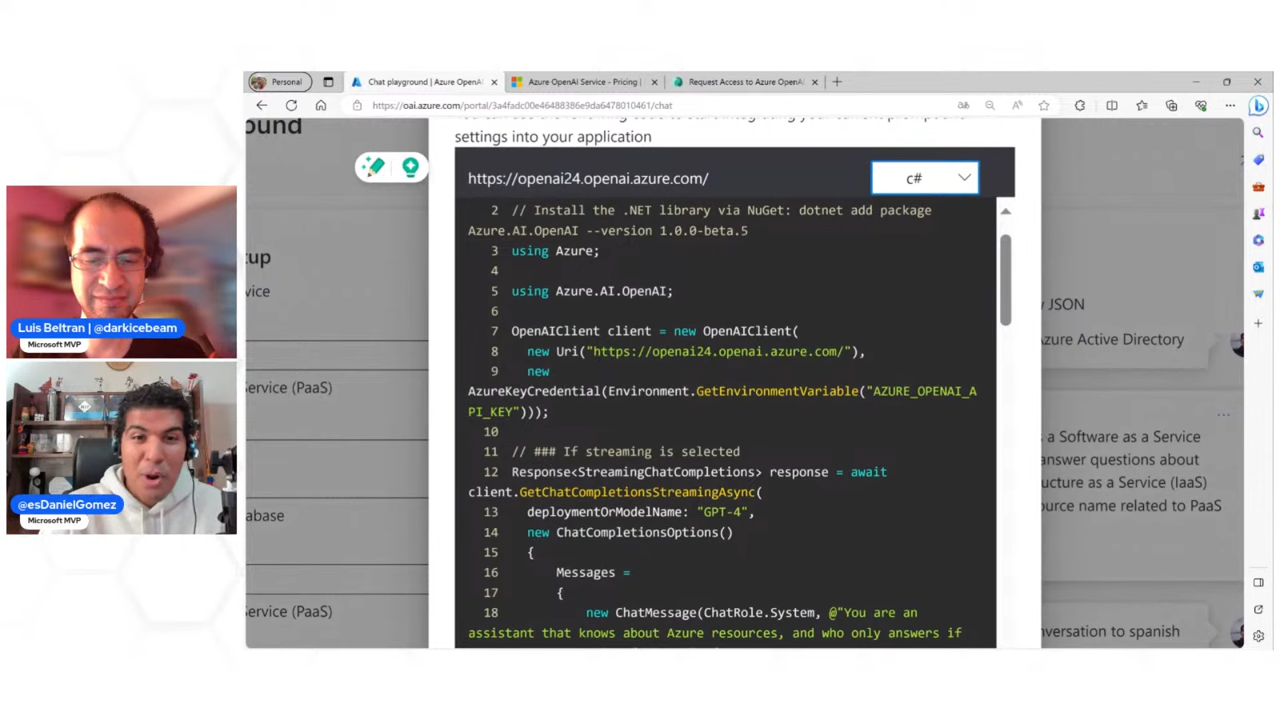 Personal
Chat playground | Azure OpenAI
Azure OpenAI Service - Pricing |
Request Access to Azure OpenAI
https://oai.azure.com/portal/3a4fadc00e46488386e9da6478010461/chat
settings into your application
https://openai24.openai.azure.com/
c#
2 // Install the .NET library via NuGet: dotnet add package
Azure.AI.OpenAI --version 1.0.0-beta.5
3 using Azure;
4
5 using Azure.AI.OpenAI;
6
7 OpenAIClient client = new OpenAIClient(
8 new Uri("https://openai24.openai.azure.com/"),
9 new
AzureKeyCredential(Environment.GetEnvironmentVariable("AZURE_OPENAI_A
PI_KEY")));
10
11 // ### If streaming is selected
12 Response<StreamingChatCompletions> response = await
client.GetChatCompletionsStreamingAsync(
13 deploymentOrModelName: "GPT-4",
14 new ChatCompletionsOptions()
15 {
16 Messages =
17 {
18 new ChatMessage(ChatRole.System, @"You are an
assistant that knows about Azure resources, and who only answers if
ound
tup
vice
Service (PaaS)
abase
Service (PaaS)
w JSON
Azure Active Directory
s a Software as a Service
answer questions about
ucture as a Service (IaaS)
ource name related to PaaS
nversation to spanish
Luis Beltran | @darkicebeam
Microsoft MVP
@esDanielGomez
Microsoft MVP